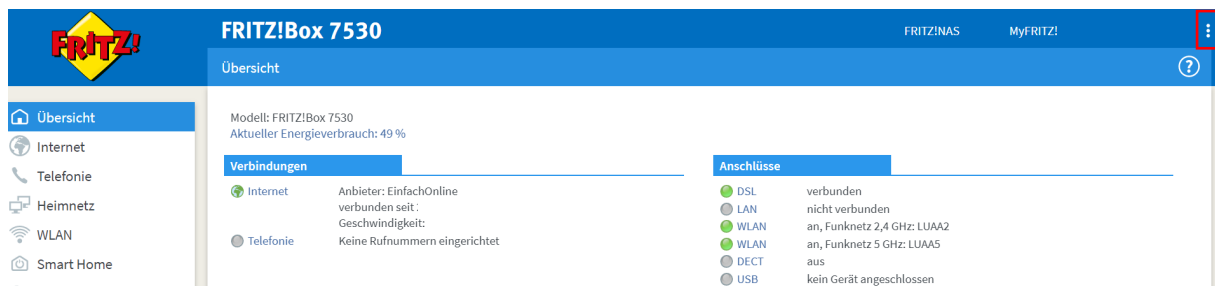 FRITZ!
FRITZ!Box 7530
FRITZ!NAS
MyFRITZ!
Übersicht
?
Übersicht
Internet
Telefonie
Heimnetz
WLAN
Smart Home
Modell: FRITZ!Box 7530
Aktueller Energieverbrauch: 49 %
Verbindungen
Internet Anbieter: EinfachOnline
verbunden seit :
Geschwindigkeit:
Telefonie Keine Rufnummern eingerichtet
Anschlüsse
DSL verbunden
LAN nicht verbunden
WLAN an, Funknetz 2,4 GHz: LUAA2
WLAN an, Funknetz 5 GHz: LUAA5
DECT aus
USB kein Gerät angeschlossen